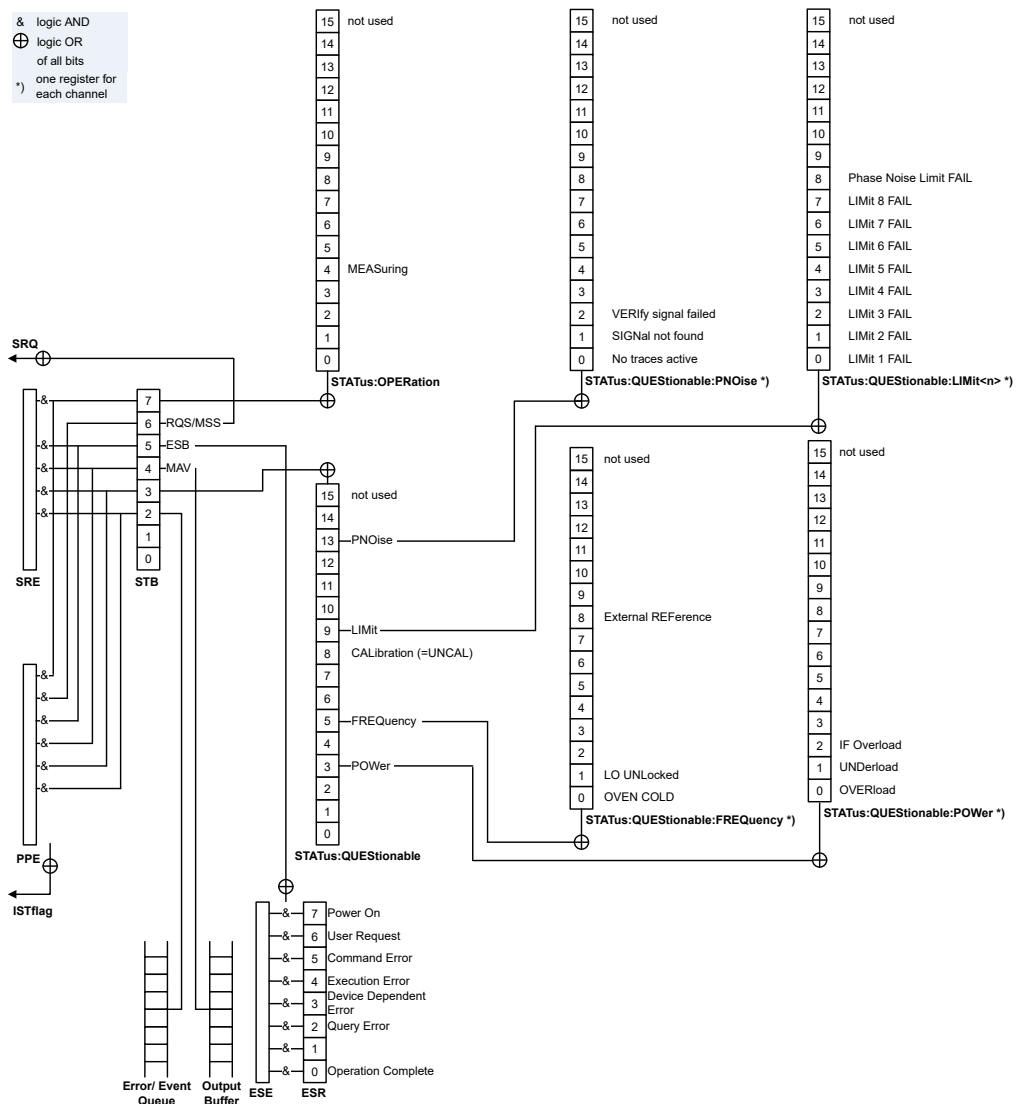 & logic AND
⊕ logic OR
of all bits
*) one register for
each channel
15 not used
14
13
12
11
10
9
8
7
6
5
4 MEASuring
3
2
1
0
STATus:OPERation
15 not used
14
13
12
11
10
9
8
7
6
5
4
3
2 VERIfy signal failed
1 SIGNal not found
0 No traces active
STATus:QUEStionable:PNOise *)
15 not used
14
13
12
11
10
9
8 Phase Noise Limit FAIL
7 LIMit 8 FAIL
6 LIMit 7 FAIL
5 LIMit 6 FAIL
4 LIMit 5 FAIL
3 LIMit 4 FAIL
2 LIMit 3 FAIL
1 LIMit 2 FAIL
0 LIMit 1 FAIL
STATus:QUEStionable:LIMit<n> *)
SRQ
&
&
&
&
&
SRE
7
6 RQS/MSS
5 ESB
4 MAV
3
2
1
0
STB
&
&
&
&
&
&
PPE
ISTflag
15 not used
14
13 PNOise
12
11
10
9 LIMit
8 CALibration (=UNCAL)
7
6
5 FREQuency
4
3 POWer
2
1
0
STATus:QUEStionable
15 not used
14
13
12
11
10
9
8 External REFerence
7
6
5
4
3
2
1 LO UNLocked
0 OVEN COLD
STATus:QUEStionable:FREQuency *)
15 not used
14
13
12
11
10
9
8
7
6
5
4
3
2 IF Overload
1 UNDerload
0 OVERload
STATus:QUEStionable:POWer *)
& 7 Power On
& 6 User Request
& 5 Command Error
& 4 Execution Error
& 3 Device Dependent
Error
& 2 Query Error
& 1
& 0 Operation Complete
ESE
ESR
Error/ Event
Queue
Output
Buffer